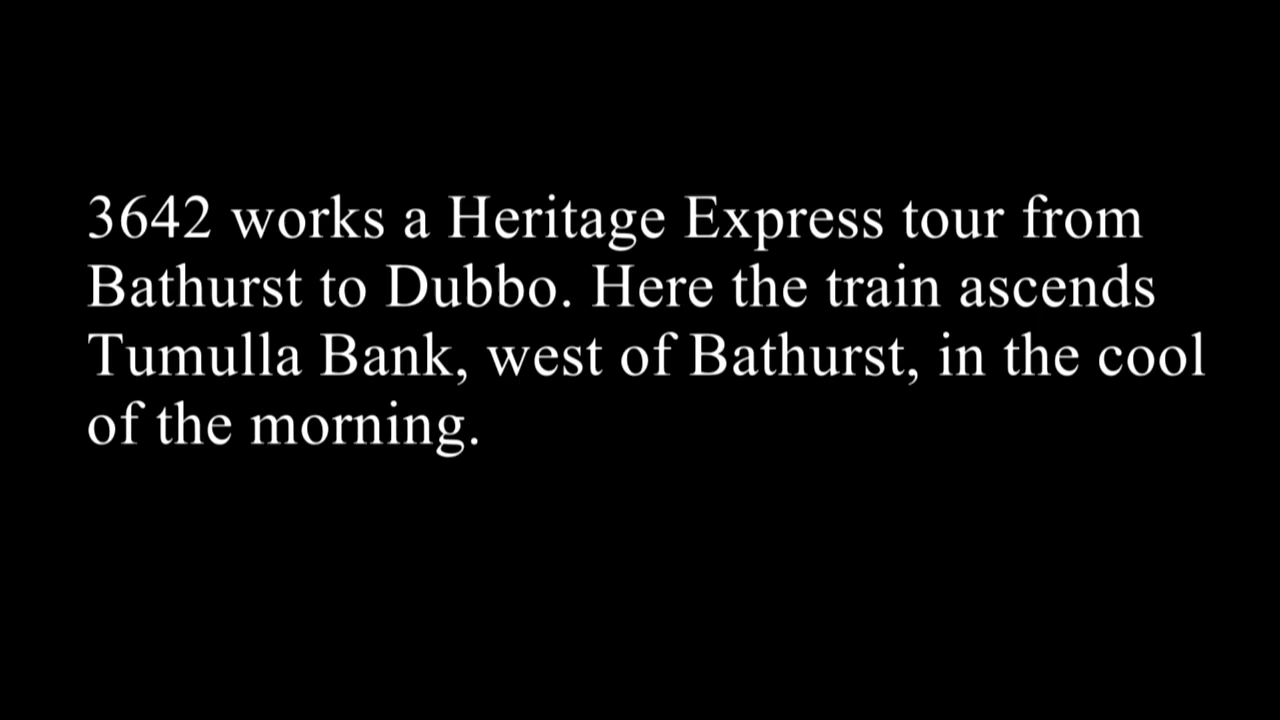 3642 works a Heritage Express tour from
Bathurst to Dubbo. Here the train ascends
Tumulla Bank, west of Bathurst, in the cool
of the morning.